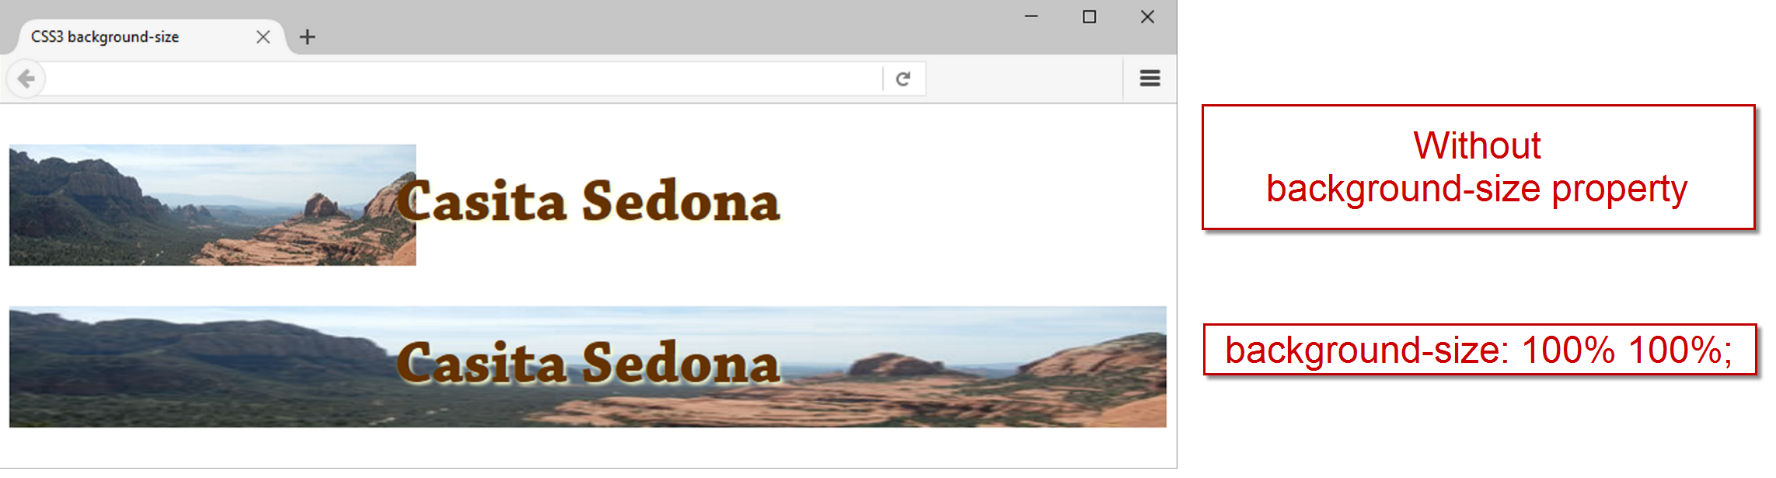 CSS3 background-size
Casita Sedona
Without
background-size property
Casita Sedona
background-size: 100% 100%;